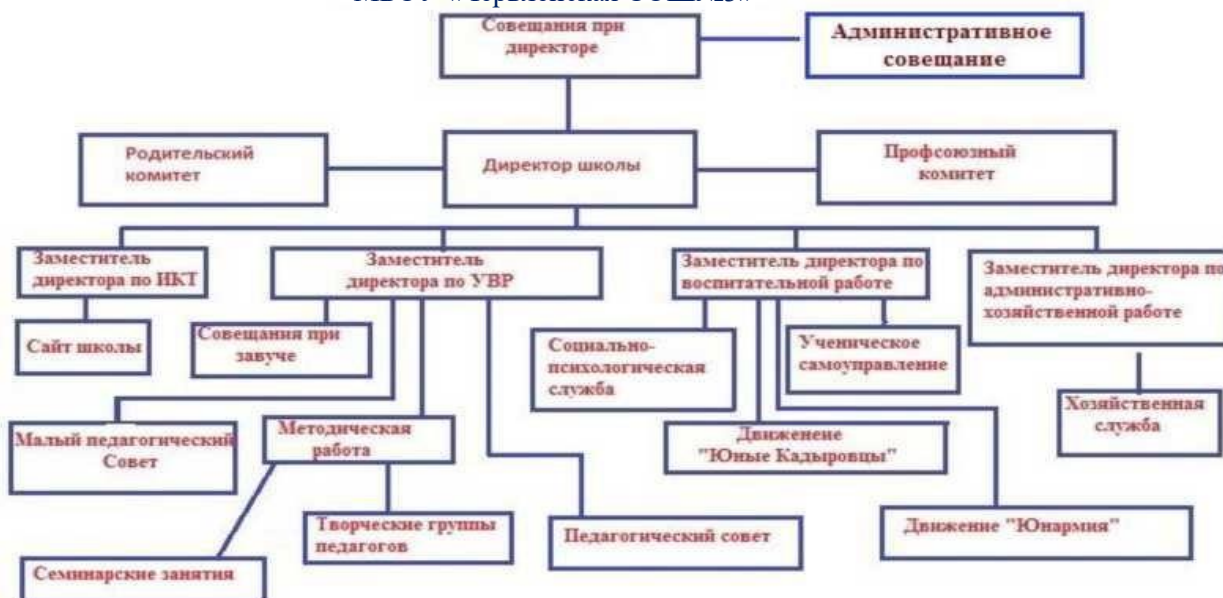 Совещания при
директоре
Административное
совещание
Родительский
комитет
Директор школы
Профсоюзный
комитет
Заместитель
директора по ИКТ
Заместитель
директора по УВР
Заместитель директора по
воспитательной работе
Заместитель директора по
административно-
хозяйственной работе
Сайт школы
Совещания при
завуче
Социально-
психологическая
служба
Ученическое
самоуправление
Хозяйственная
служба
Малый педагогический
Совет
Методическая
работа
Движенеие
"Юные Кадыровцы"
Творческие группы
педагогов
Педагогический совет
Движение "Юнармия"
Семинарские занятия